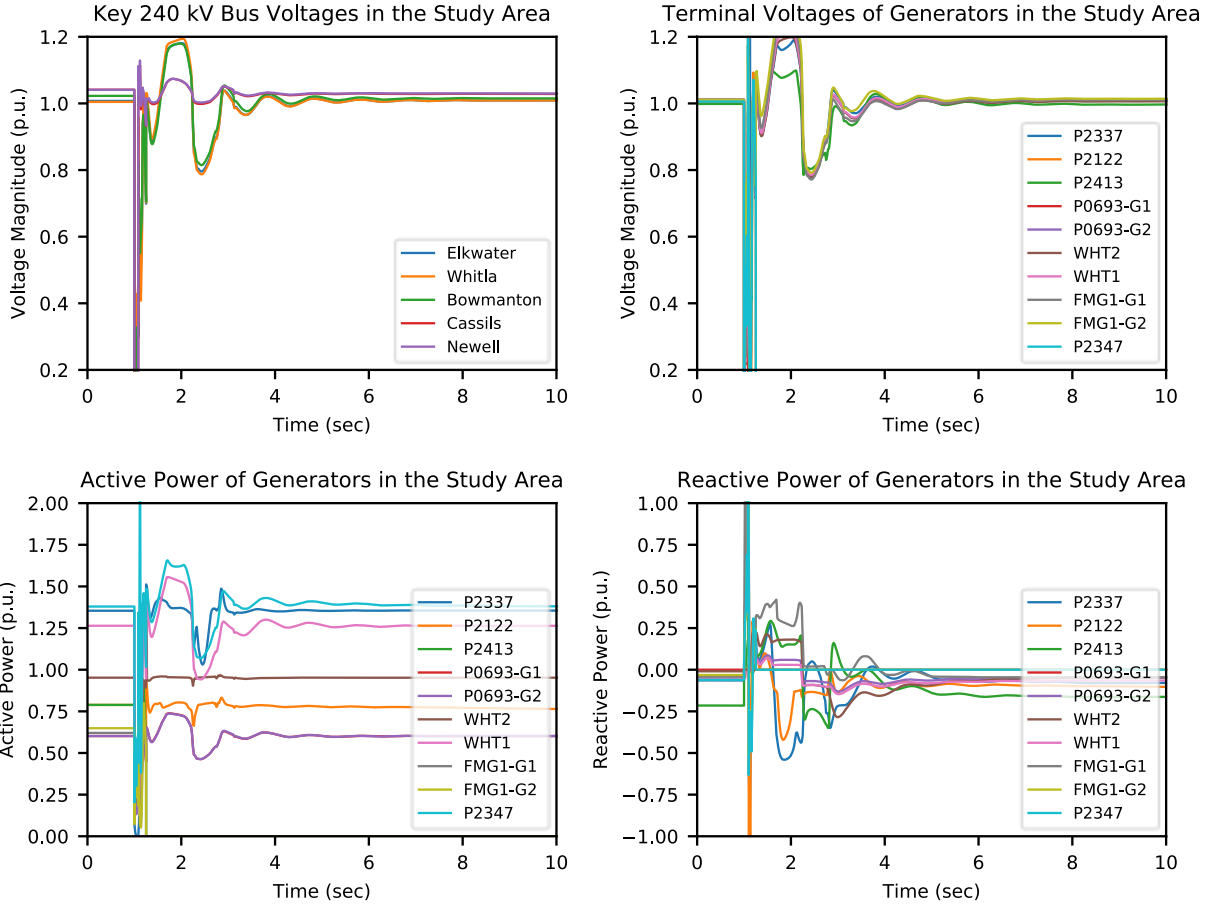 Key 240 kV Bus Voltages in the Study Area
Voltage Magnitude (p.u.)
1.2
1.0
0.8
0.6
0.4
0.2
Elkwater
Whitla
Bowmanton
Cassils
Newell
0 2 4 6 8 10
Time (sec)
Terminal Voltages of Generators in the Study Area
Voltage Magnitude (p.u.)
1.2
1.0
0.8
0.6
0.4
0.2
P2337
P2122
P2413
P0693-G1
P0693-G2
WHT2
WHT1
FMG1-G1
FMG1-G2
P2347
0 2 4 6 8 10
Time (sec)
Active Power of Generators in the Study Area
Active Power (p.u.)
2.00
1.75
1.50
1.25
1.00
0.75
0.50
0.25
0.00
P2337
P2122
P2413
P0693-G1
P0693-G2
WHT2
WHT1
FMG1-G1
FMG1-G2
P2347
0 2 4 6 8 10
Time (sec)
Reactive Power of Generators in the Study Area
Reactive Power (p.u.)
1.00
0.75
0.50
0.25
0.00
−0.25
−0.50
−0.75
−1.00
P2337
P2122
P2413
P0693-G1
P0693-G2
WHT2
WHT1
FMG1-G1
FMG1-G2
P2347
0 2 4 6 8 10
Time (sec)